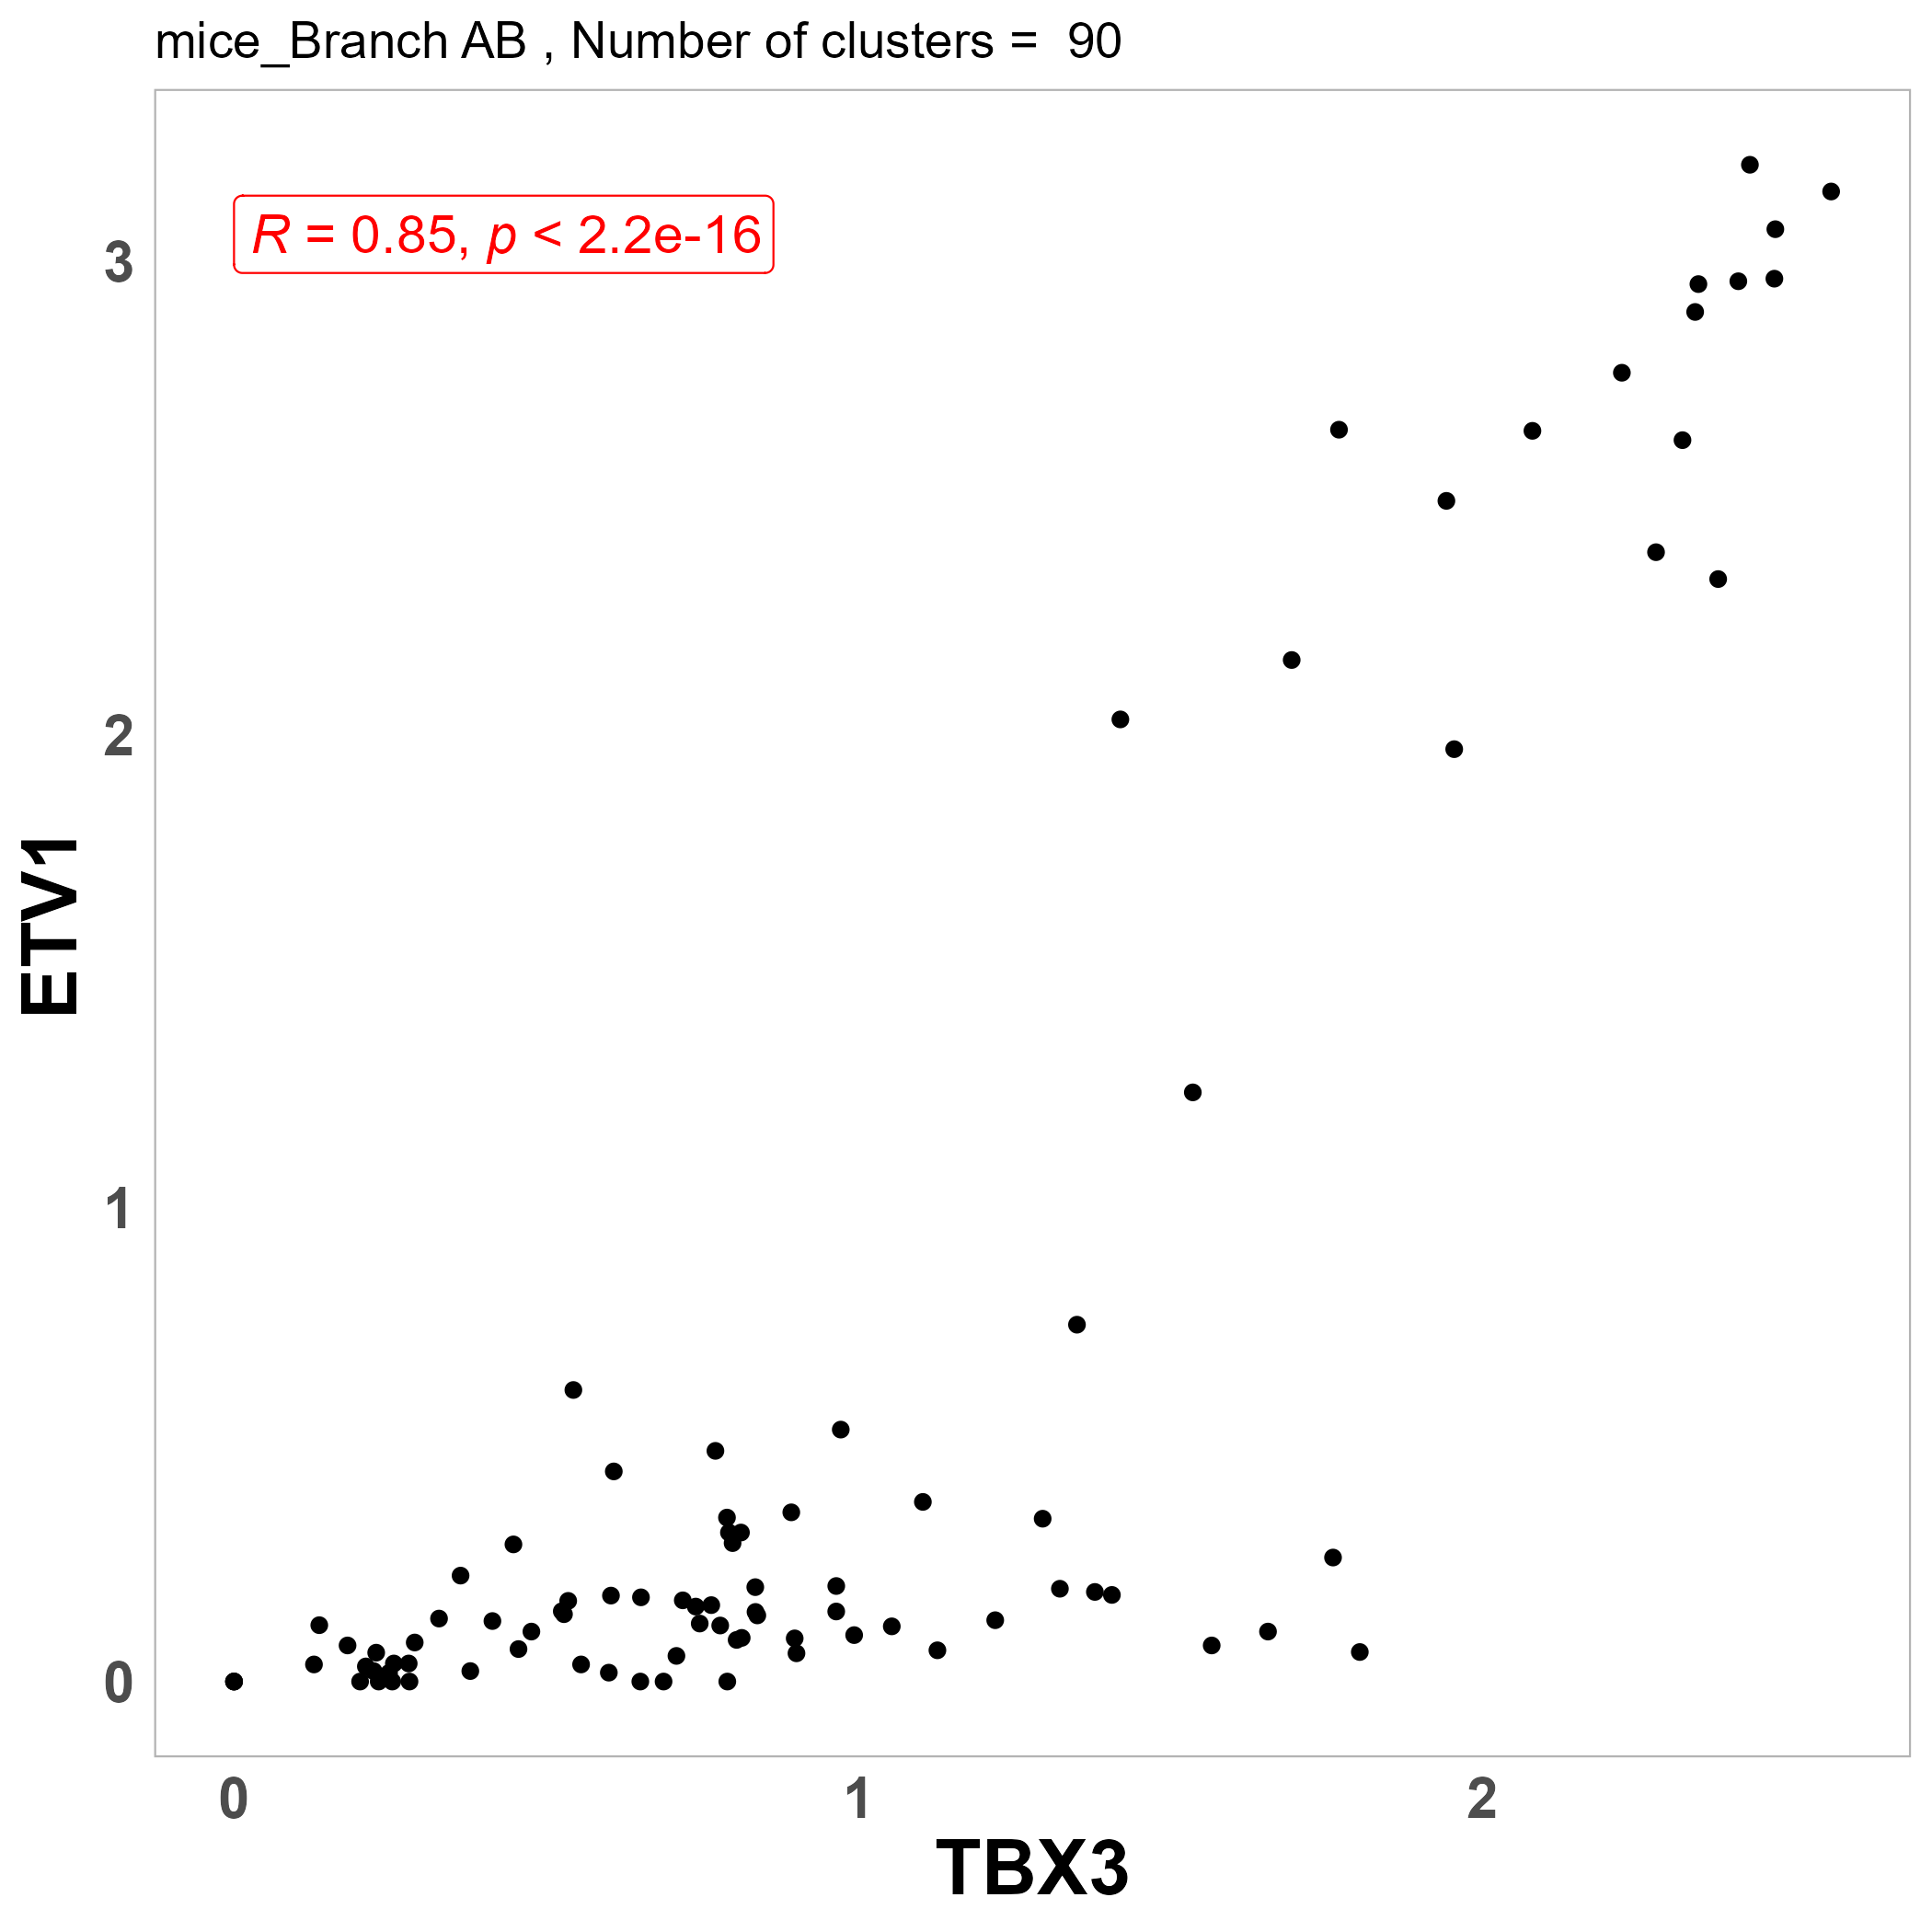 mice_Branch AB , Number of clusters =  90
R = 0.85, p < 2.2e-16
3
2
1
0
ETV1
0 1 2
TBX3